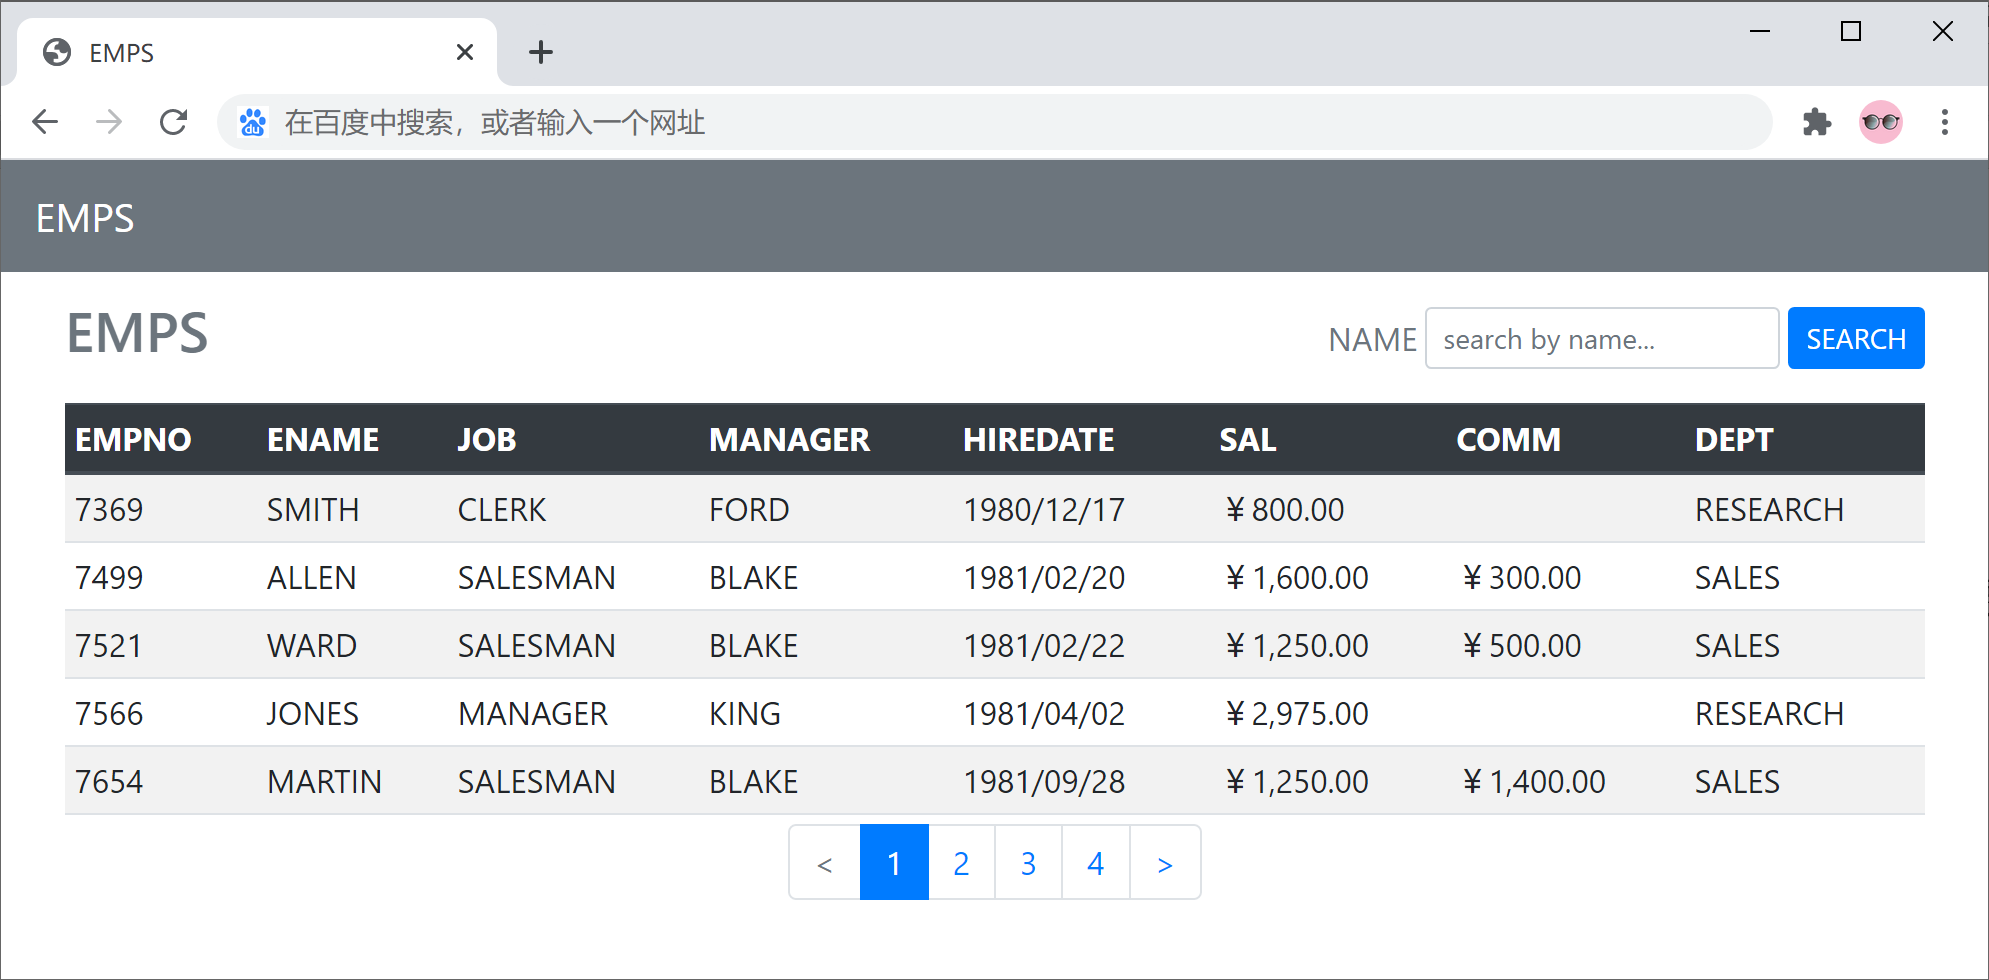 EMPS
在百度中搜索，或者输入一个网址
EMPS
EMPS
NAME search by name... SEARCH
EMPNO ENAME JOB MANAGER HIREDATE SAL COMM DEPT
7369 SMITH CLERK FORD 1980/12/17 ¥800.00 RESEARCH
7499 ALLEN SALESMAN BLAKE 1981/02/20 ¥1,600.00 ¥300.00 SALES
7521 WARD SALESMAN BLAKE 1981/02/22 ¥1,250.00 ¥500.00 SALES
7566 JONES MANAGER KING 1981/04/02 ¥2,975.00 RESEARCH
7654 MARTIN SALESMAN BLAKE 1981/09/28 ¥1,250.00 ¥1,400.00 SALES
< 1 2 3 4 >